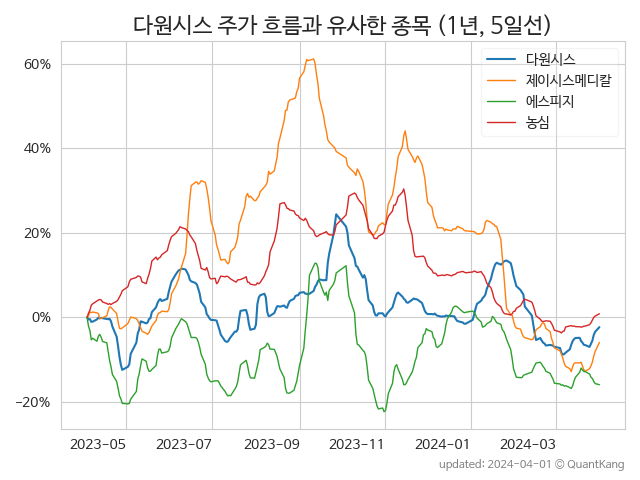 다원시스 주가 흐름과 유사한 종목 (1년, 5일선)
다원시스
제이시스메디칼
에스피지
농심
60%
40%
20%
0%
−20%
2023-05 2023-07 2023-09 2023-11 2024-01 2024-03
updated: 2024-04-01 © QuantKang